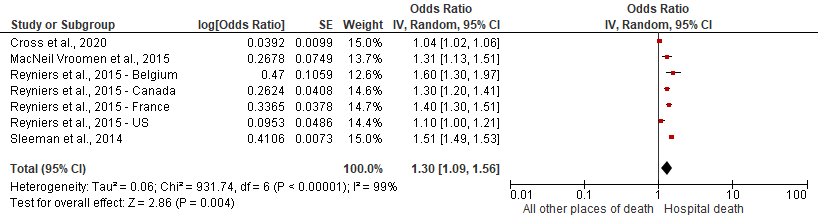 Odds Ratio Odds Ratio
Study or Subgroup log[Odds Ratio] SE Weight IV, Random, 95% CI IV, Random, 95% CI
Cross et al., 2020 0.0392 0.0099 15.0% 1.04 [1.02, 1.06]
MacNeil Vroomen et al., 2015 0.2678 0.0749 13.7% 1.31 [1.13, 1.51]
Reyniers et al., 2015 - Belgium 0.47 0.1059 12.6% 1.60 [1.30, 1.97]
Reyniers et al., 2015 - Canada 0.2624 0.0408 14.6% 1.30 [1.20, 1.41]
Reyniers et al., 2015 - France 0.3365 0.0378 14.6% 1.40 [1.30, 1.51]
Reyniers et al., 2015 - US 0.0953 0.0486 14.4% 1.10 [1.00, 1.21]
Sleeman et al., 2014 0.4106 0.0073 15.0% 1.51 [1.49, 1.53]
Total (95% CI) 100.0% 1.30 [1.09, 1.56]
Heterogeneity: Tau² = 0.06; Chi² = 931.74, df = 6 (P < 0.00001); I² = 99%
Test for overall effect: Z = 2.86 (P = 0.004)
0.01 0.1 1 10 100
All other places of death Hospital death